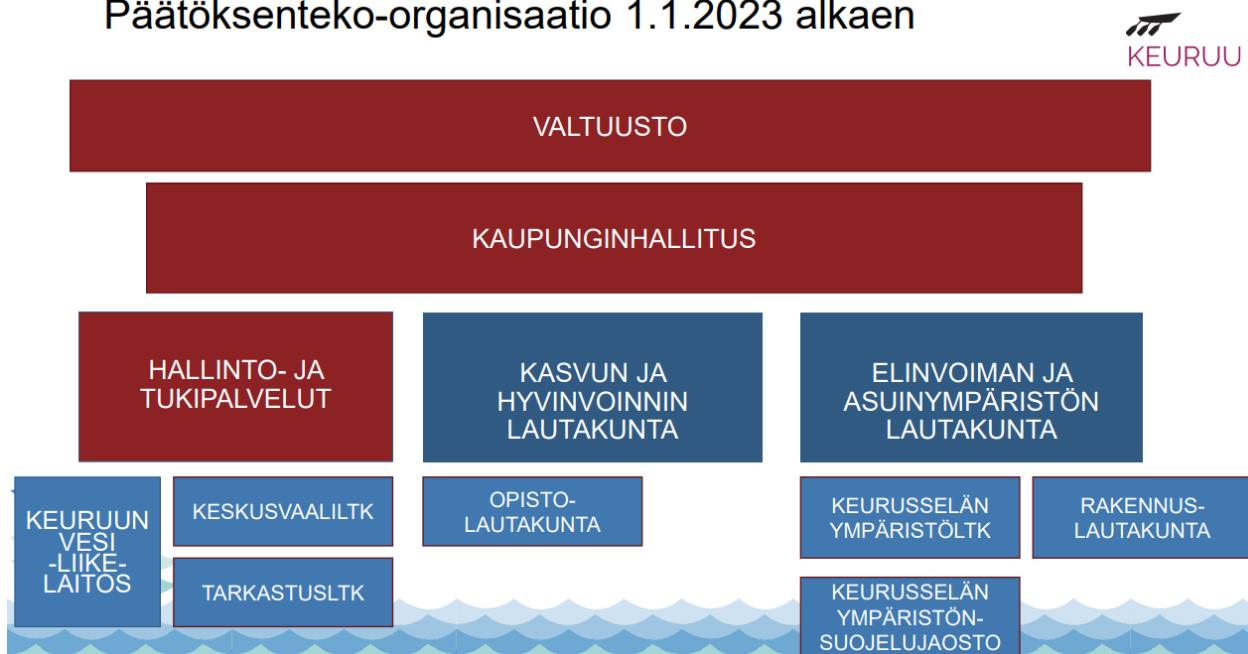 Päätöksenteko-organisaatio 1.1.2023 alkaen
KEURUU
VALTUUSTO
KAUPUNGINHALLITUS
HALLINTO- JA
TUKIPALVELUT
KASVUN JA
HYVINVOINNIN
LAUTAKUNTA
ELINVOIMAN JA
ASUINYMPÄRISTÖN
LAUTAKUNTA
KEURUUN
VESI
-LIIKE-
LAITOS
KESKUSVAALILTK
TARKASTUSLTK
OPISTO-
LAUTAKUNTA
KEURUSSELÄN
YMPÄRISTÖLTK
RAKENNUS-
LAUTAKUNTA
KEURUSSELÄN
YMPÄRISTÖN-
SUOJELUJAOSTO